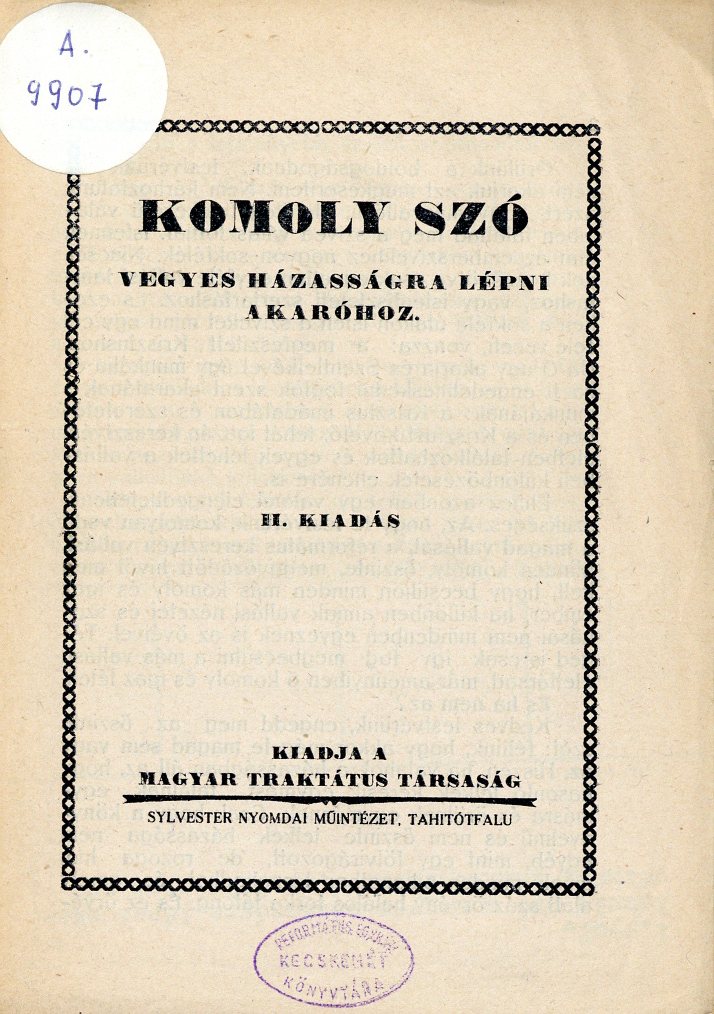 A.
9907
KOMOLY SZÓ
VEGYES HÁZASSÁGRA LÉPNI
AKARÓHOZ.
II. KIADÁS
KIADJA A
MAGYAR TRAKTÁTUS TÁRSASÁG
SYLVESTER NYOMDAI MŰINTÉZET, TAHITÓTFALU
REFORMÁTUS EGYHÁZ
KECSKEMÉT
KÖNYVTÁRA